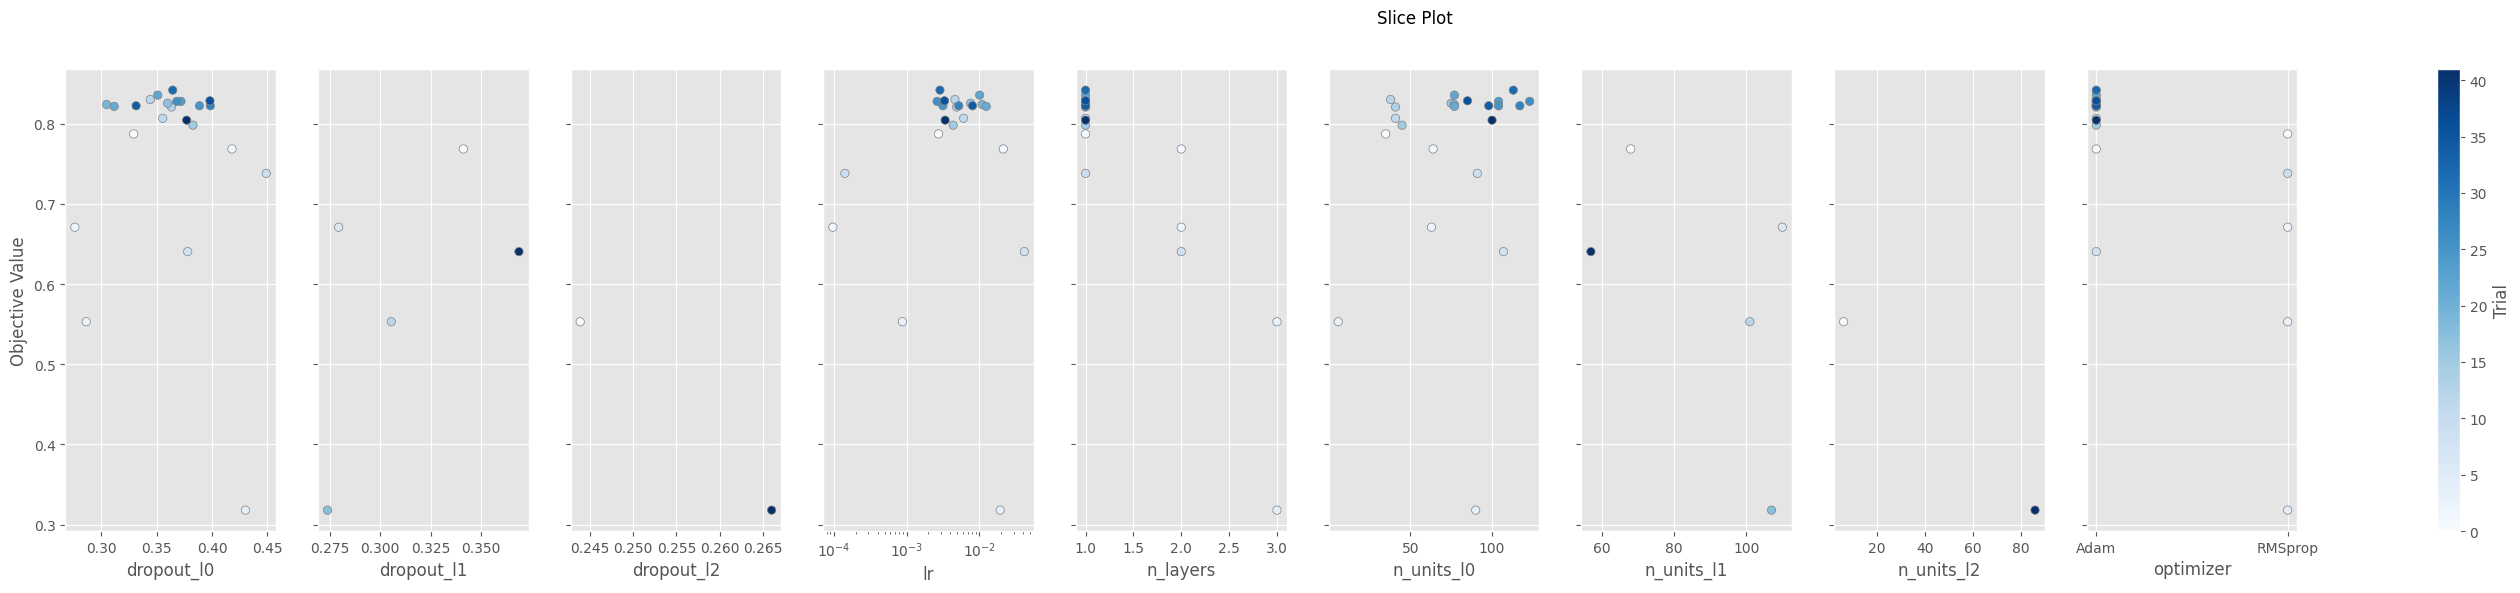 Slice Plot
Objective Value
0.8
0.7
0.6
0.5
0.4
0.3
0.30 0.35 0.40 0.45
dropout_l0
0.275 0.300 0.325 0.350
dropout_l1
0.245 0.250 0.255 0.260 0.265
dropout_l2
10⁻⁴ 10⁻³ 10⁻²
lr
1.0 1.5 2.0 2.5 3.0
n_layers
50 100
n_units_l0
60 80 100
n_units_l1
20 40 60 80
n_units_l2
Adam RMSprop
optimizer
40
35
30
25
20
15
10
5
0
Trial